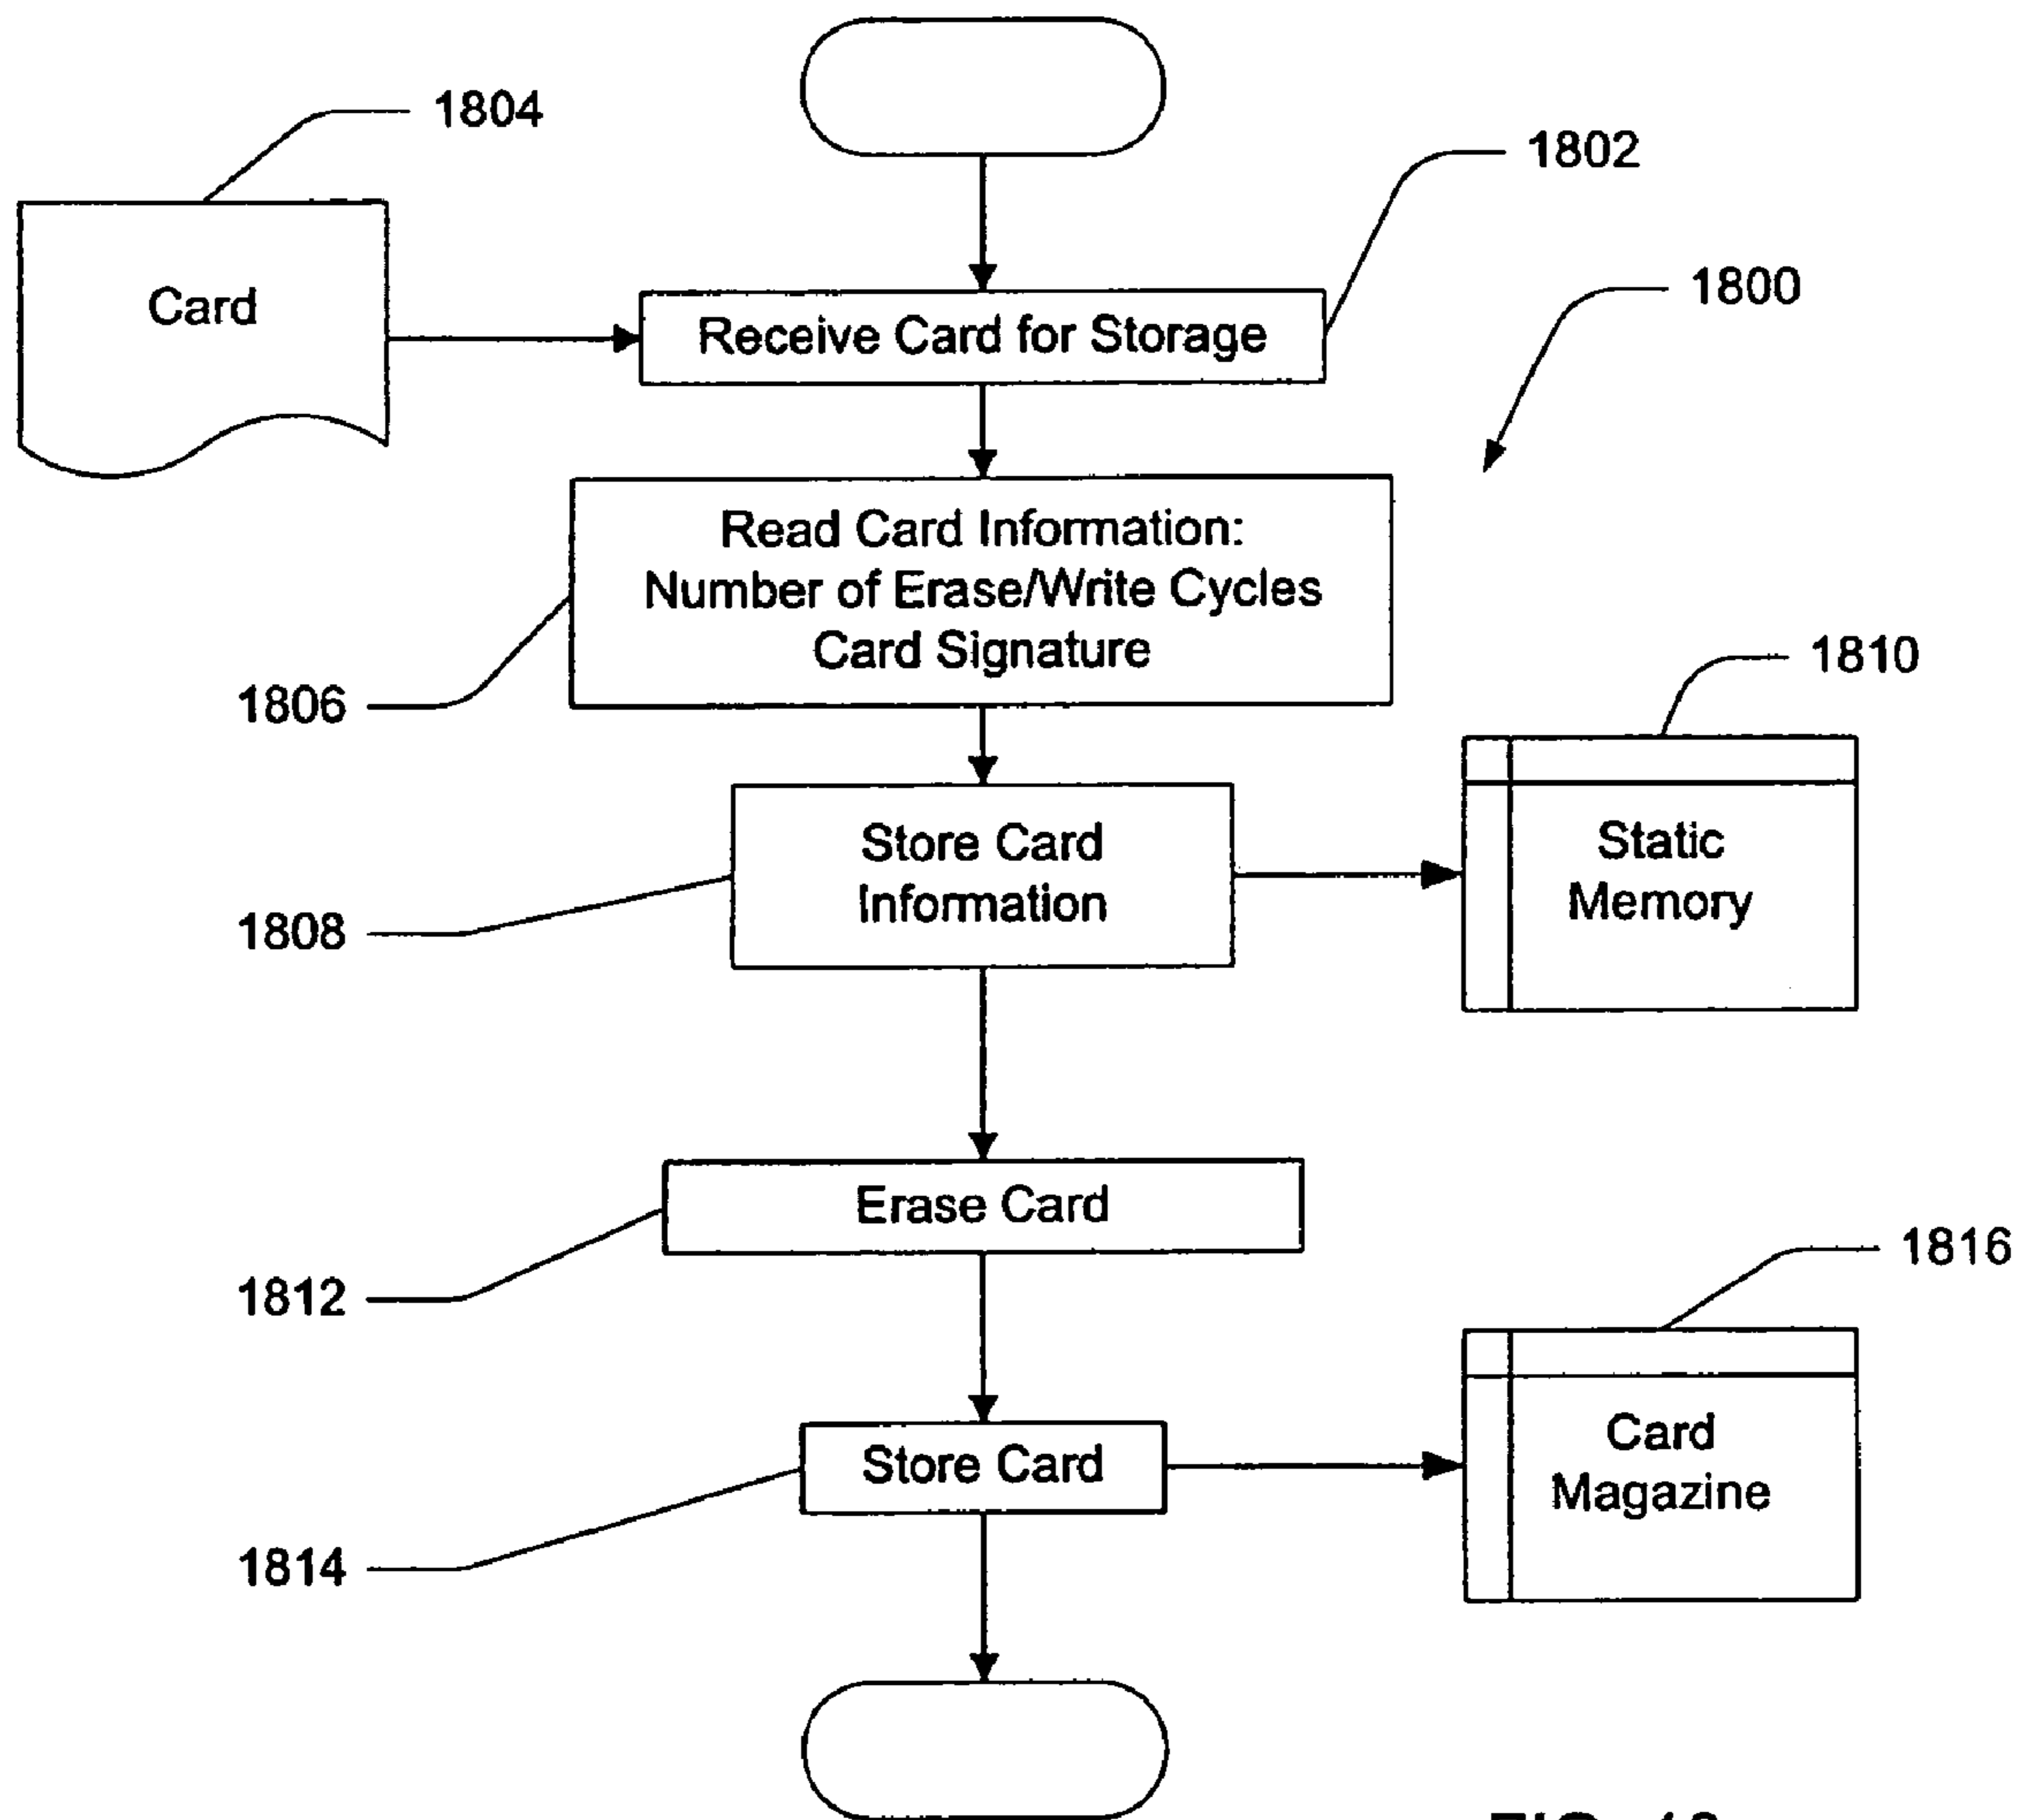 1804
1802
Card
1800
Receive Card for Storage
Read Card Information:
Number of Erase/Write Cycles
Card Signature
1806
1810
Store Card
Information
Static
Memory
1808
Erase Card
1812
1816
Store Card
Card
Magazine
1814